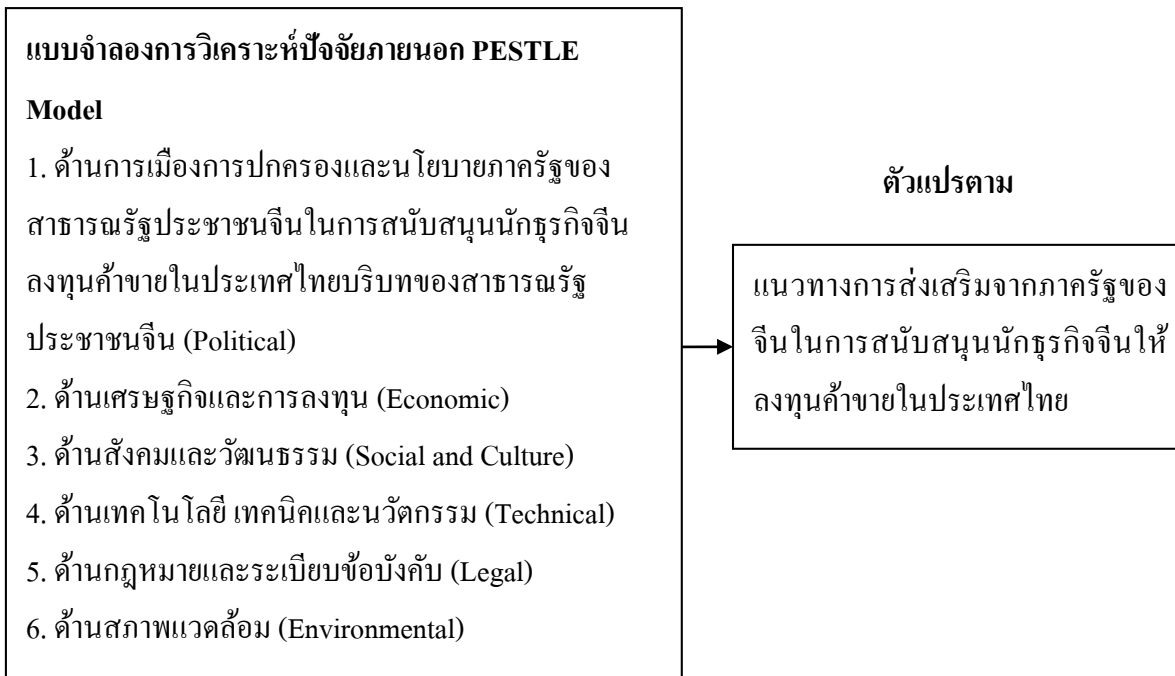 แบบจำลองการวิเคราะห์ปัจจัยภายนอก PESTLE
Model
1. ด้านการเมืองการปกครองและนโยบายภาครัฐของ
สาธารณรัฐประชาชนจีนในการสนับสนุนนักธุรกิจจีน
ลงทุนค้าขายในประเทศไทยบริบทของสาธารณรัฐ
ประชาชนจีน (Political)
2. ด้านเศรษฐกิจและการลงทุน (Economic)
3. ด้านสังคมและวัฒนธรรม (Social and Culture)
4. ด้านเทคโนโลยี เทคนิคและนวัตกรรม (Technical)
5. ด้านกฎหมายและระเบียบข้อบังคับ (Legal)
6. ด้านสภาพแวดล้อม (Environmental)
ตัวแปรตาม
แนวทางการส่งเสริมจากภาครัฐของ
จีนในการสนับสนุนนักธุรกิจจีนให้
ลงทุนค้าขายในประเทศไทย